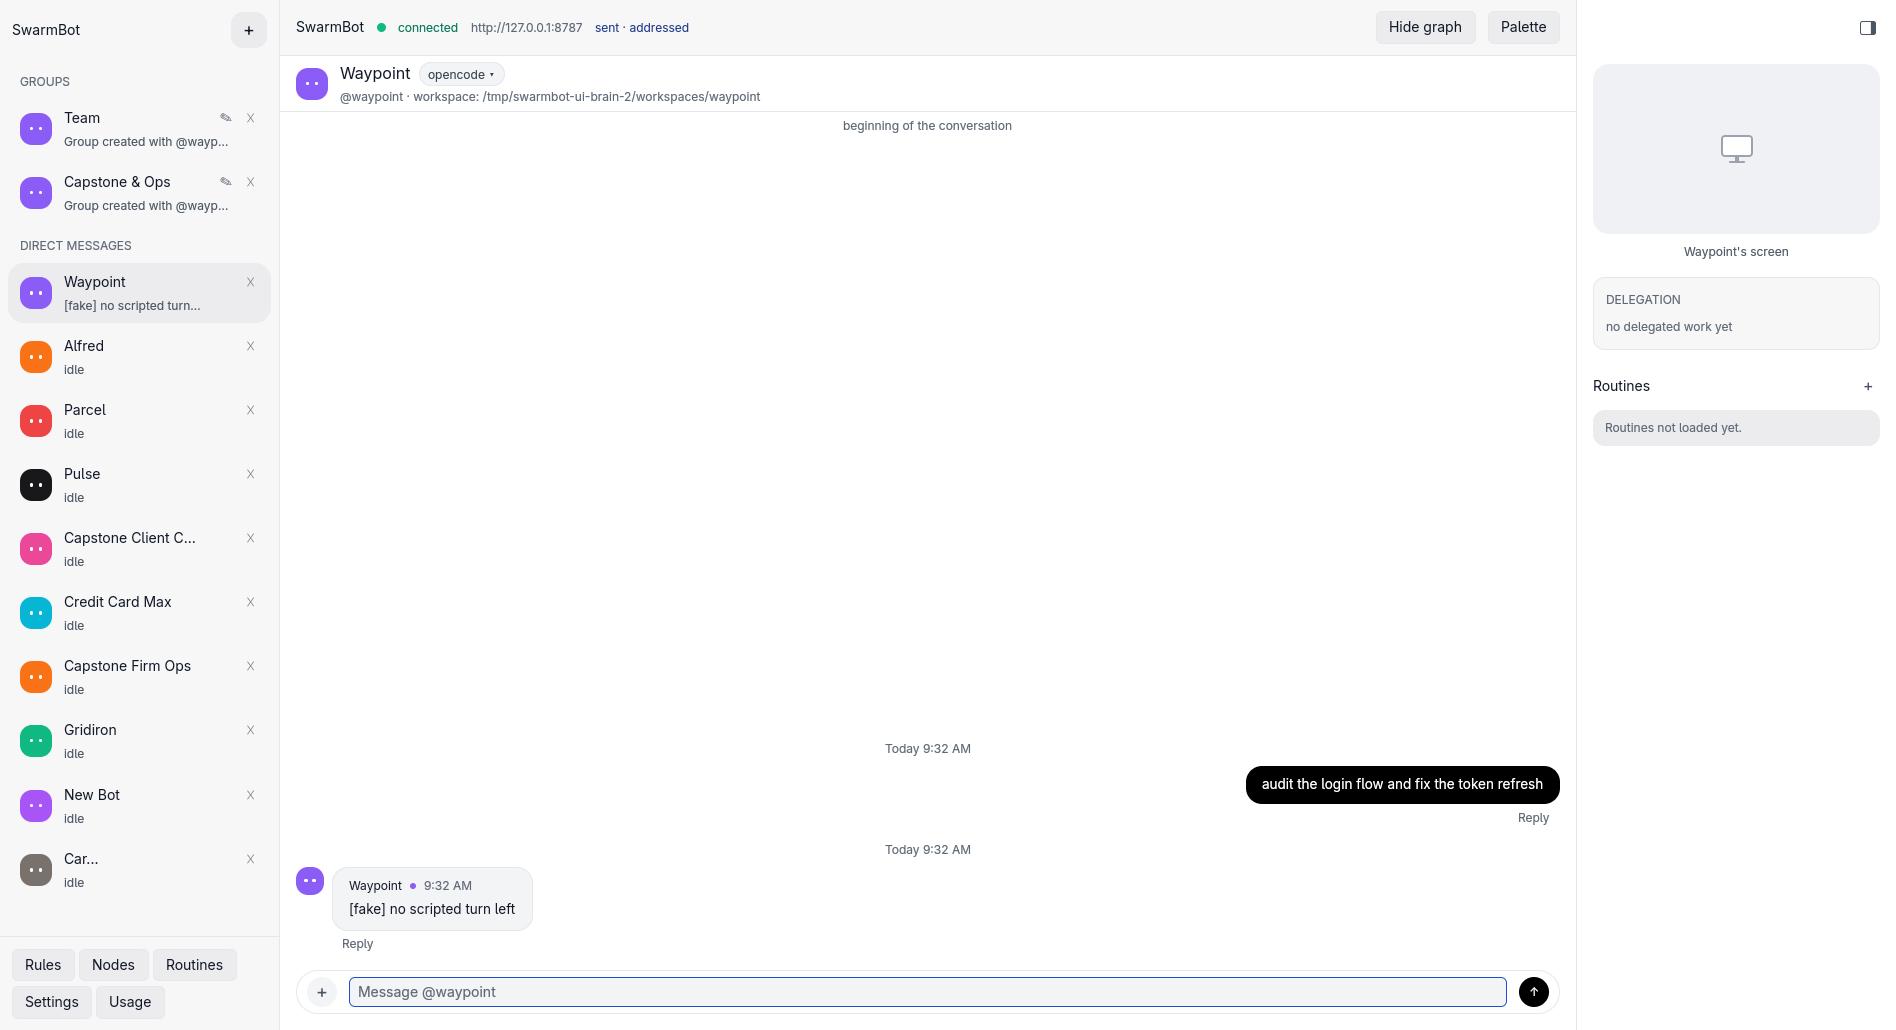 SwarmBot
+
GROUPS
Team ✎ X
Group created with @wayp...
Capstone & Ops ✎ X
Group created with @wayp...
DIRECT MESSAGES
Waypoint X
[fake] no scripted turn...
Alfred X
idle
Parcel X
idle
Pulse X
idle
Capstone Client C... X
idle
Credit Card Max X
idle
Capstone Firm Ops X
idle
Gridiron X
idle
New Bot X
idle
Car... X
idle
Rules Nodes Routines
Settings Usage
SwarmBot connected http://127.0.0.1:8787 sent · addressed Hide graph Palette
Waypoint opencode ▾
@waypoint · workspace: /tmp/swarmbot-ui-brain-2/workspaces/waypoint
beginning of the conversation
Today 9:32 AM
audit the login flow and fix the token refresh
Reply
Today 9:32 AM
Waypoint 9:32 AM
[fake] no scripted turn left
Reply
+ Message @waypoint ↑
Waypoint's screen
DELEGATION
no delegated work yet
Routines +
Routines not loaded yet.